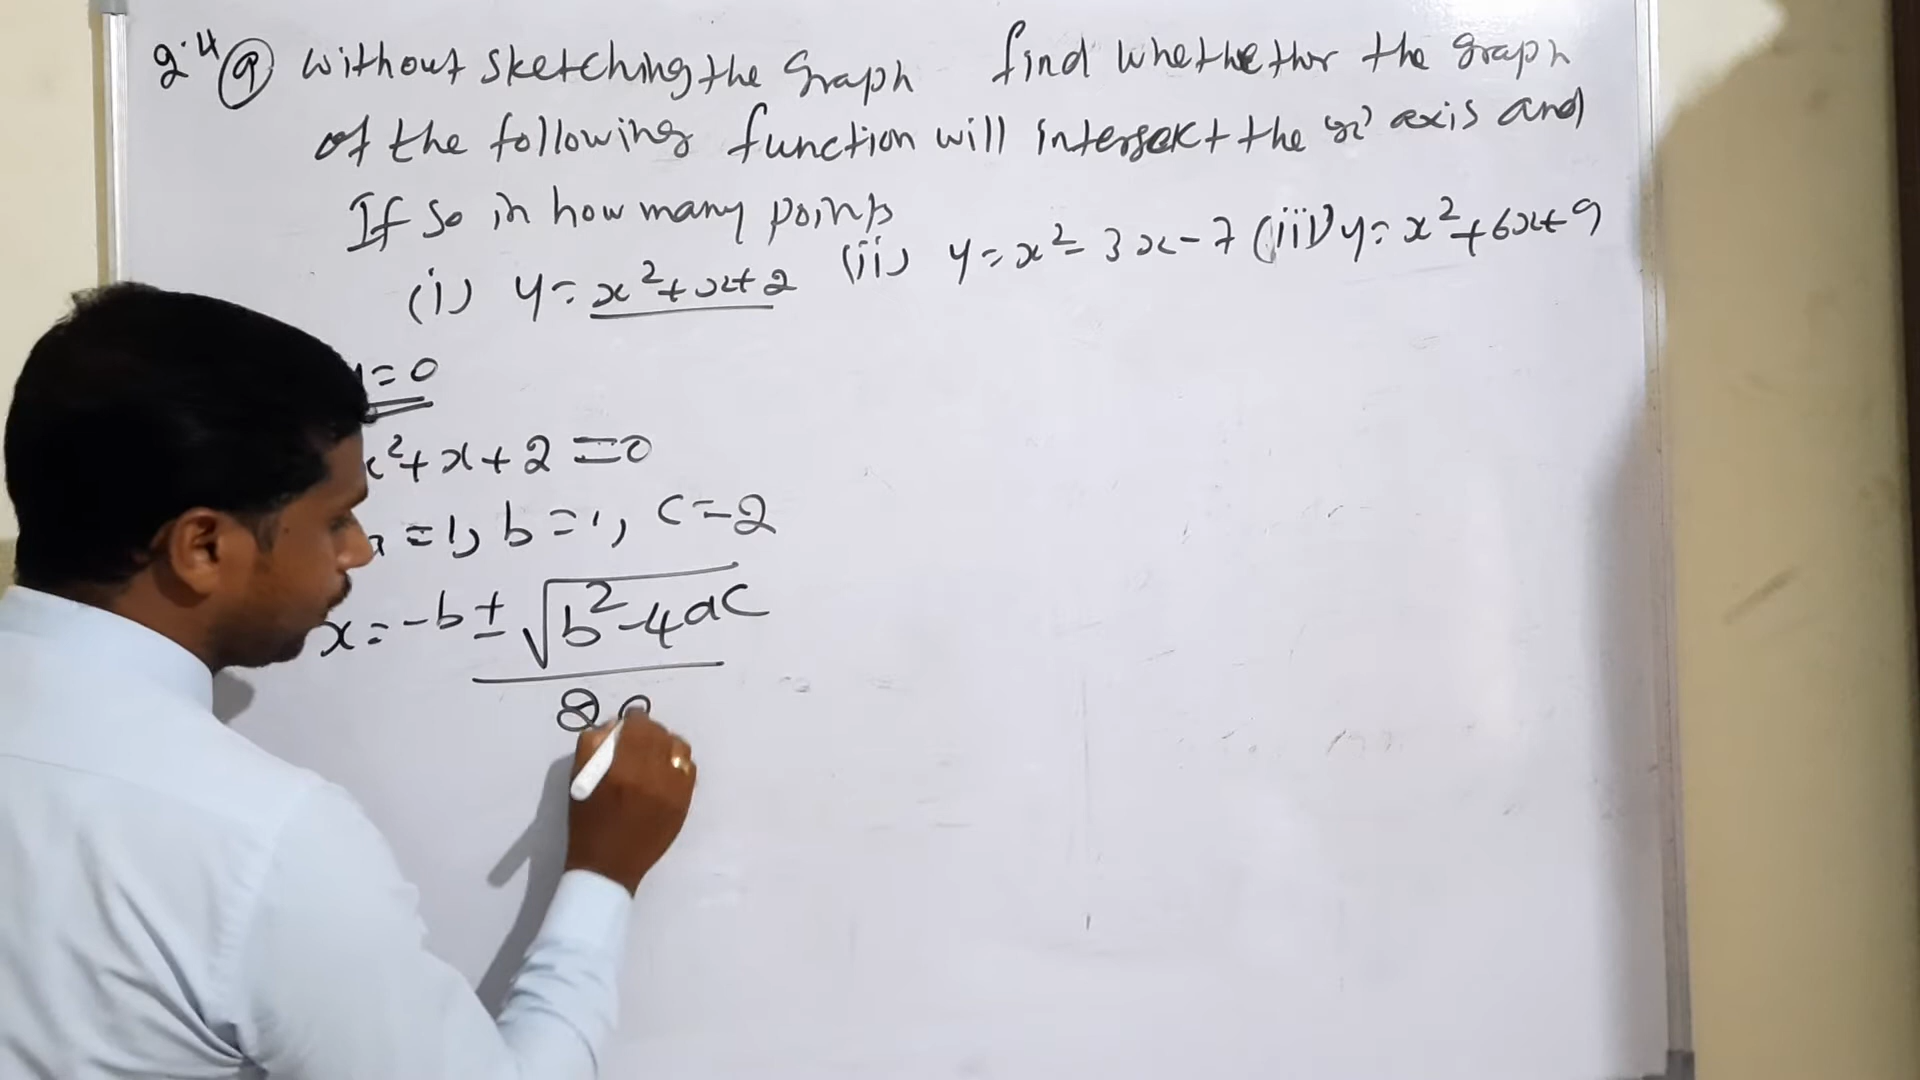 2.4 (9) Without sketching the Graph find whethether the graph
of the following function will intersect the 'x' axis and
If so in how many points
(i) y = x² + x + 2 (ii) y = x² - 3x - 7 (iii) y = x² + 6x + 9
= 0
x² + x + 2 = 0
= 1, b = 1, c = 2
x = -b ± √b² - 4ac
2a